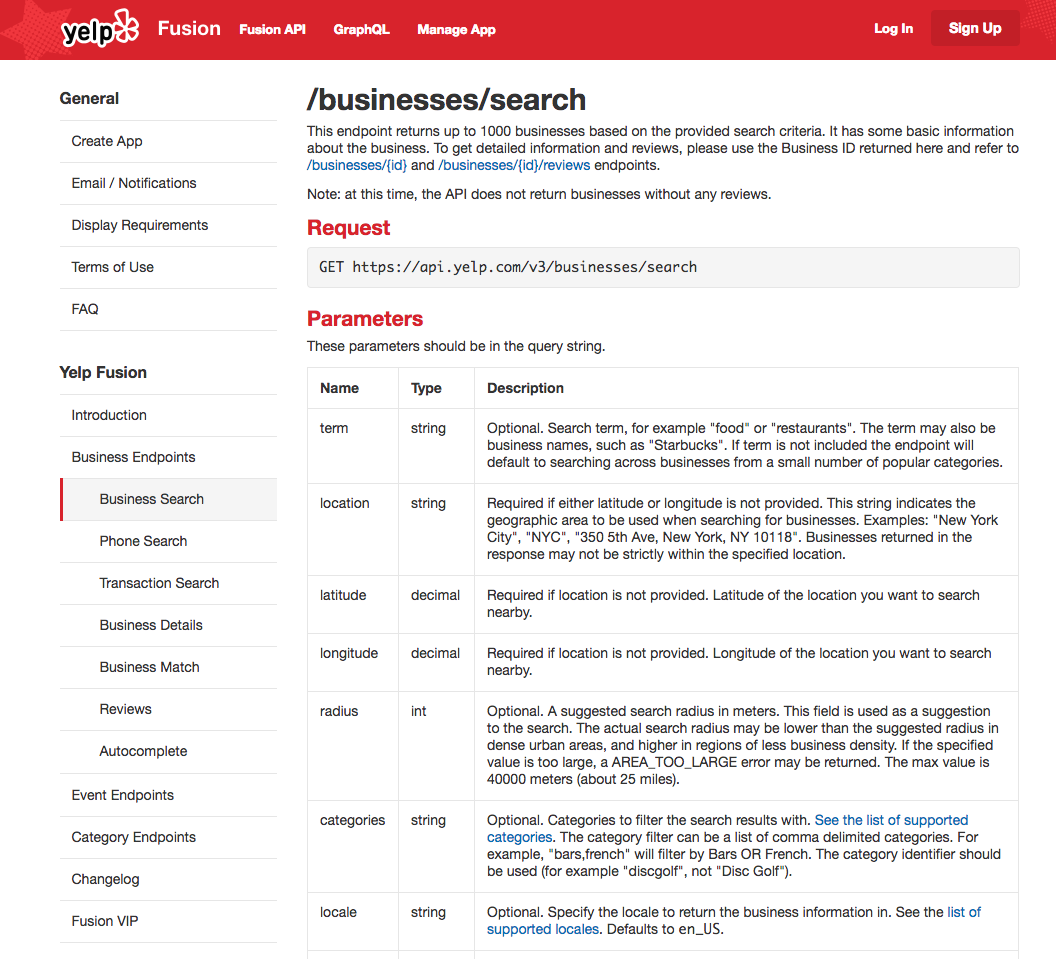 yelp Fusion Fusion API GraphQL Manage App Log In Sign Up
General
Create App
Email / Notifications
Display Requirements
Terms of Use
FAQ
Yelp Fusion
Introduction
Business Endpoints
Business Search
Phone Search
Transaction Search
Business Details
Business Match
Reviews
Autocomplete
Event Endpoints
Category Endpoints
Changelog
Fusion VIP
/businesses/search
This endpoint returns up to 1000 businesses based on the provided search criteria. It has some basic information
about the business. To get detailed information and reviews, please use the Business ID returned here and refer to
/businesses/{id} and /businesses/{id}/reviews endpoints.
Note: at this time, the API does not return businesses without any reviews.
Request
GET https://api.yelp.com/v3/businesses/search
Parameters
These parameters should be in the query string.
Name Type Description
term string Optional. Search term, for example "food" or "restaurants". The term may also be
business names, such as "Starbucks". If term is not included the endpoint will
default to searching across businesses from a small number of popular categories.
location string Required if either latitude or longitude is not provided. This string indicates the
geographic area to be used when searching for businesses. Examples: "New York
City", "NYC", "350 5th Ave, New York, NY 10118". Businesses returned in the
response may not be strictly within the specified location.
latitude decimal Required if location is not provided. Latitude of the location you want to search
nearby.
longitude decimal Required if location is not provided. Longitude of the location you want to search
nearby.
radius int Optional. A suggested search radius in meters. This field is used as a suggestion
to the search. The actual search radius may be lower than the suggested radius in
dense urban areas, and higher in regions of less business density. If the specified
value is too large, a AREA_TOO_LARGE error may be returned. The max value is
40000 meters (about 25 miles).
categories string Optional. Categories to filter the search results with. See the list of supported
categories. The category filter can be a list of comma delimited categories. For
example, "bars,french" will filter by Bars OR French. The category identifier should
be used (for example "discgolf", not "Disc Golf").
locale string Optional. Specify the locale to return the business information in. See the list of
supported locales. Defaults to en_US.